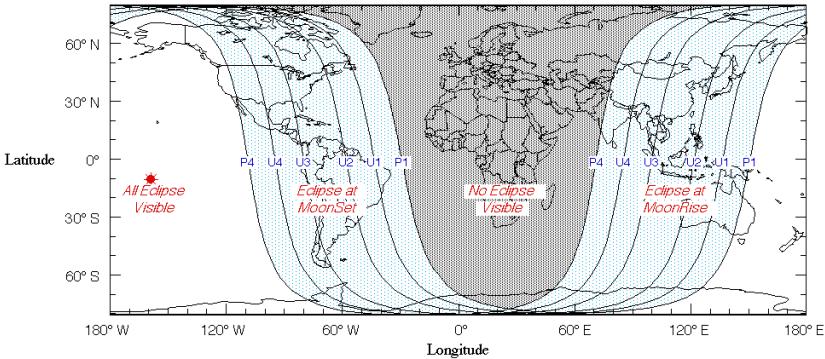 60° N
30° N
Latitude
0°
P4 U4 U3 U2 U1 P1 P4 U4 U3 U2 U1 P1
All Eclipse
Visible
Eclipse at
MoonSet
No Eclipse
Visible
Eclipse at
MoonRise
30° S
60° S
180° W 120° W 60° W 0° 60° E 120° E 180° E
Longitude